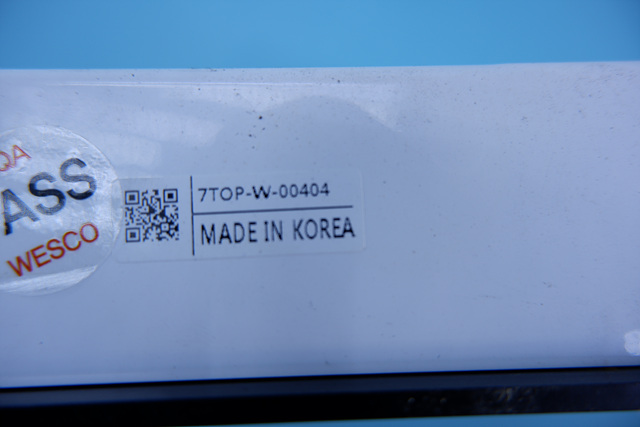 QA
ASS
WESCO
7TOP-W-00404
MADE IN KOREA